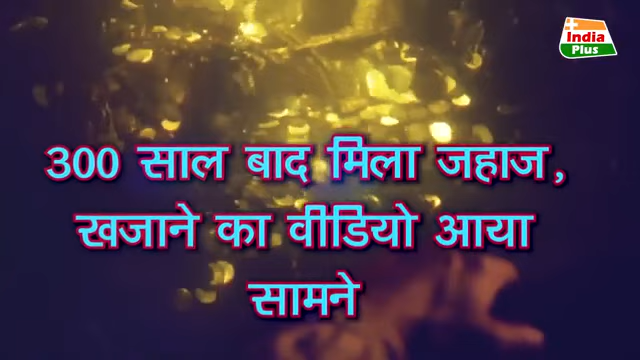 India
Plus
300 साल बाद मिला जहाज,
खजाने का वीडियो आया
सामने